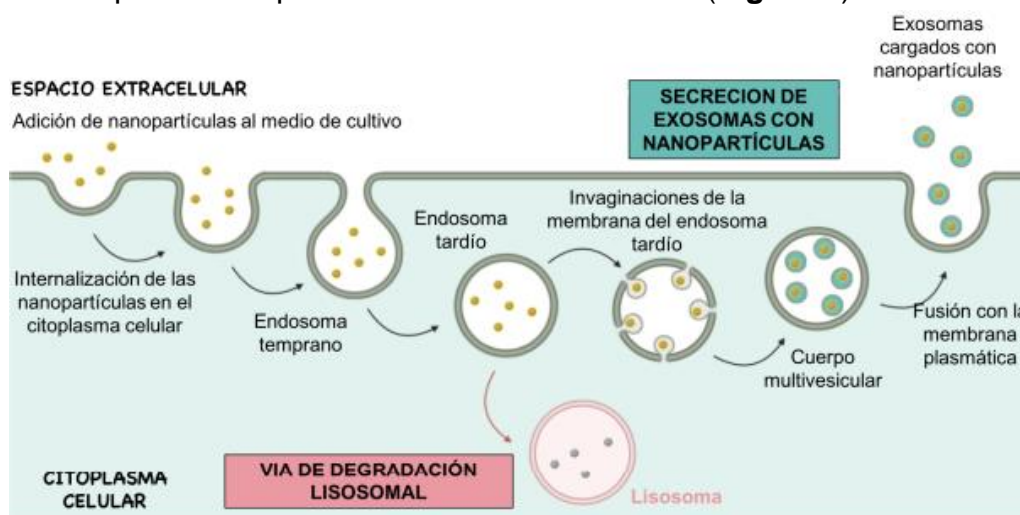 Exosomas
cargados con
nanopartículas
ESPACIO EXTRACELULAR
Adición de nanopartículas al medio de cultivo
SECRECION DE
EXOSOMAS CON
NANOPARTÍCULAS
Endosoma
tardío
Invaginaciones de la
membrana del endosoma
tardío
Internalización de las
nanopartículas en el
citoplasma celular
Endosoma
temprano
Cuerpo
multivesicular
Fusión con la
membrana
plasmática
VIA DE DEGRADACIÓN
LISOSOMAL
Lisosoma
CITOPLASMA
CELULAR